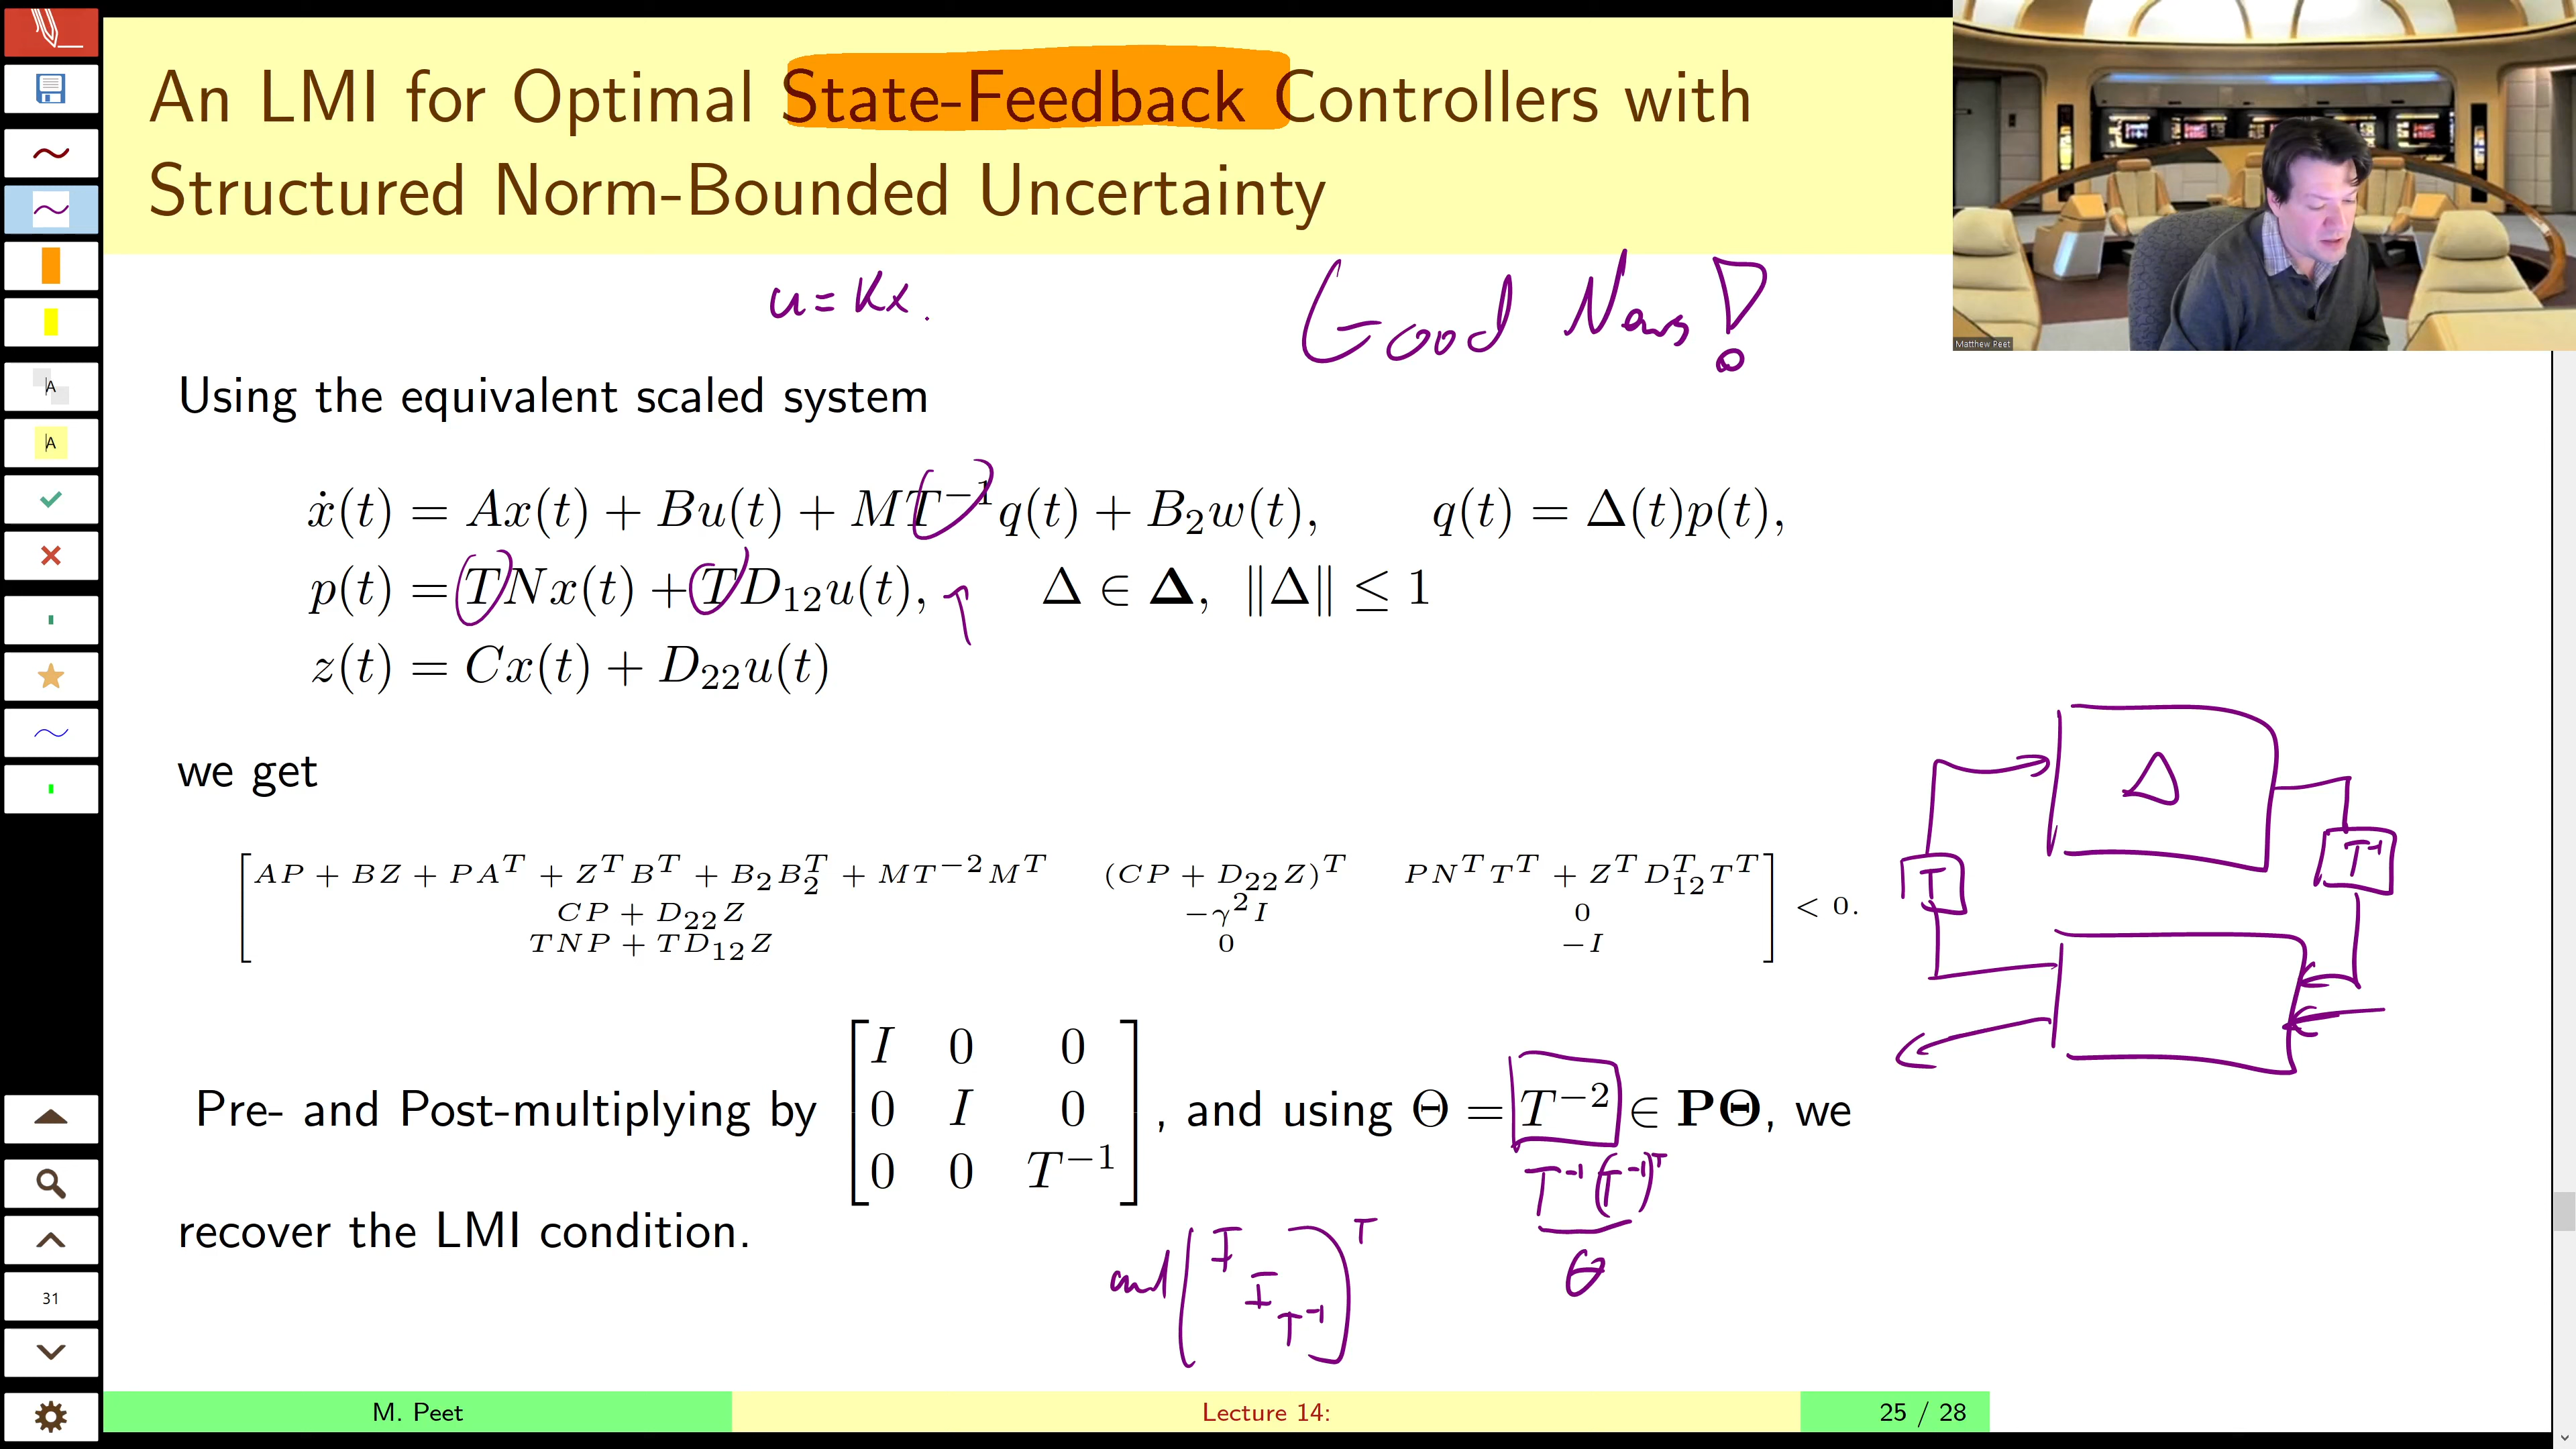 An LMI for Optimal State-Feedback Controllers with
Structured Norm-Bounded Uncertainty
Matthew Peet
u = Kx.
Good News!
Using the equivalent scaled system
ẋ(t) = Ax(t) + Bu(t) + MT⁻¹q(t) + B₂w(t), q(t) = Δ(t)p(t),
p(t) = TNx(t) + TD₁₂u(t), Δ ∈ 𝚫, ‖Δ‖ ≤ 1
z(t) = Cx(t) + D₂₂u(t)
we get
Δ
T T⁻¹
AP + BZ + PAᵀ + ZᵀBᵀ + B₂B₂ᵀ + MT⁻²Mᵀ (CP + D₂₂Z)ᵀ PNᵀTᵀ + ZᵀD₁₂ᵀTᵀ
CP + D₂₂Z −γ²I 0 < 0.
TNP + TD₁₂Z 0 −I
I 0 0
Pre- and Post-multiplying by 0 I 0 , and using Θ = T⁻² ∈ PΘ, we
0 0 T⁻¹
T⁻¹(T⁻¹)ᵀ
Θ
recover the LMI condition.
and ( I I T⁻¹ )ᵀ
31
M. Peet Lecture 14: 25 / 28